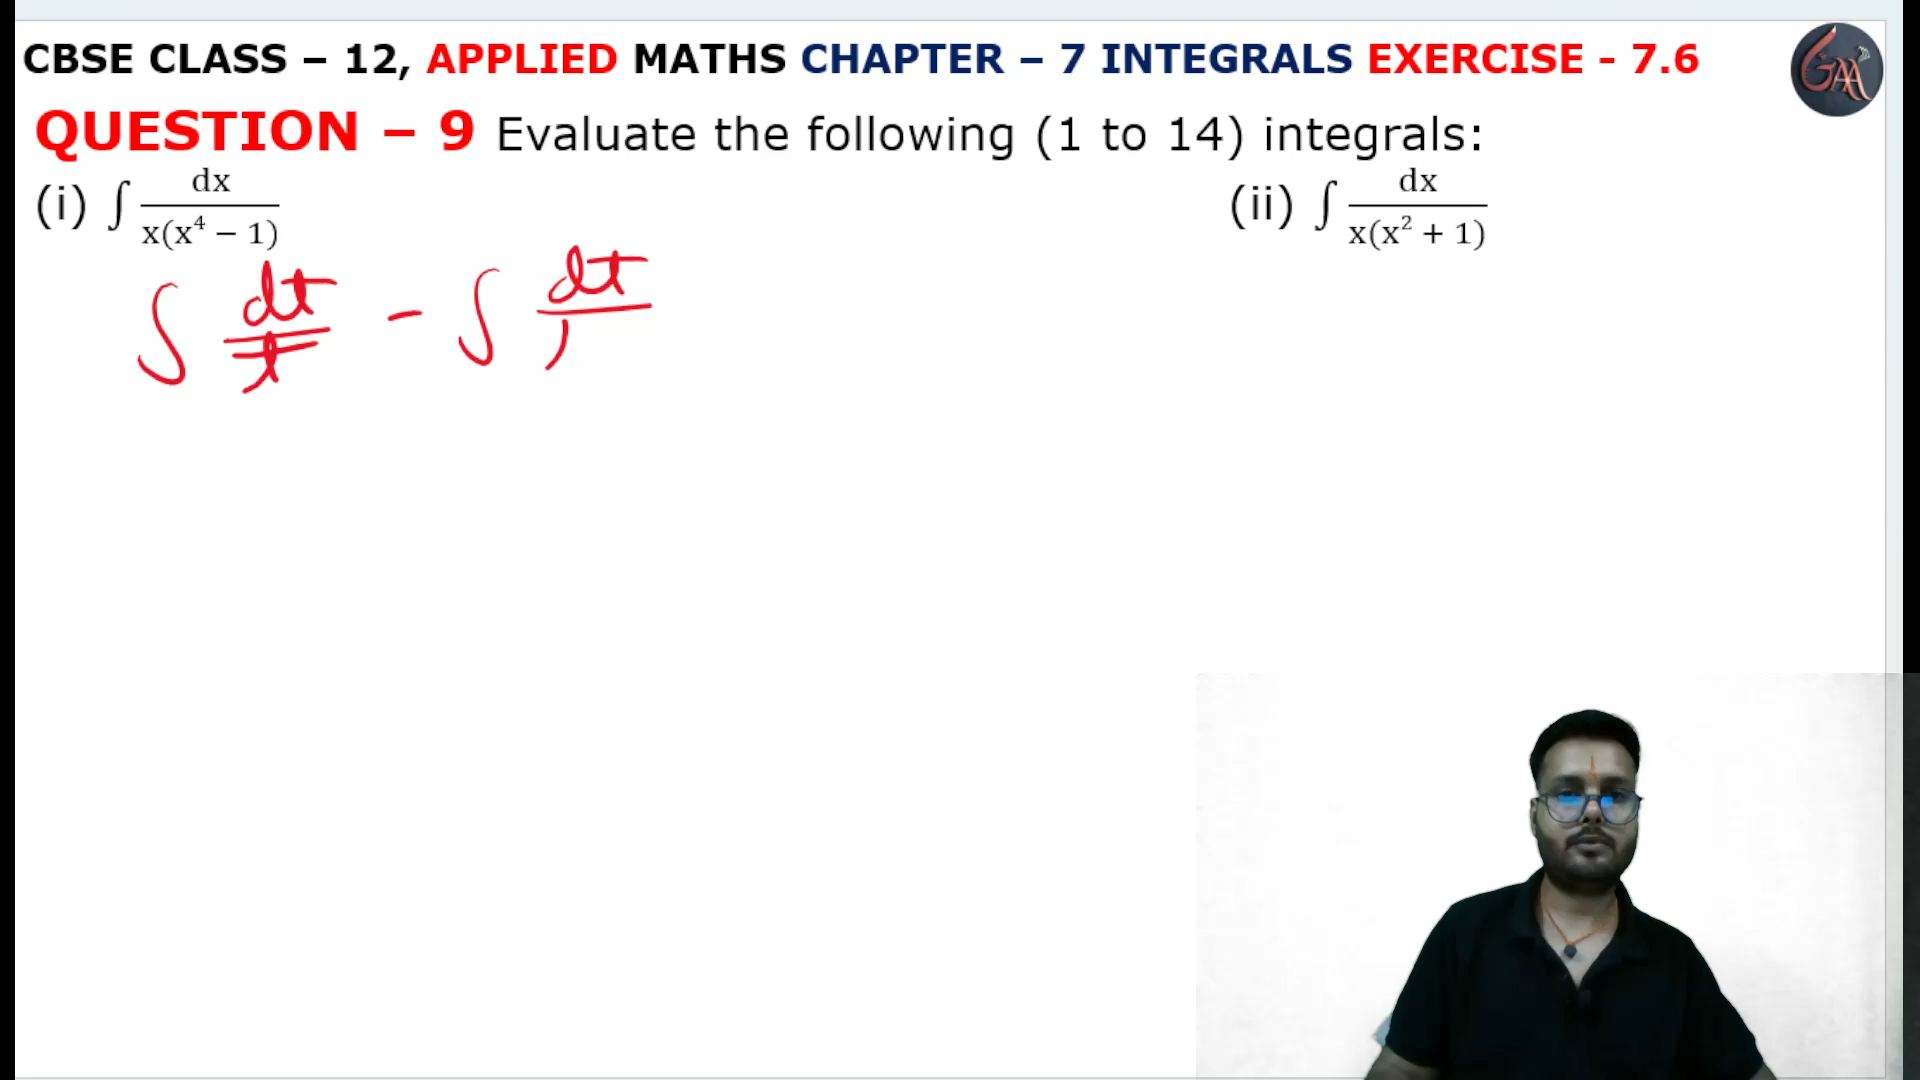 CBSE CLASS – 12, APPLIED MATHS CHAPTER – 7 INTEGRALS EXERCISE - 7.6
QUESTION – 9 Evaluate the following (1 to 14) integrals:
(i) ∫ dx / x(x⁴ – 1) (ii) ∫ dx / x(x² + 1)
∫ dt/t - ∫ dt/
GAA